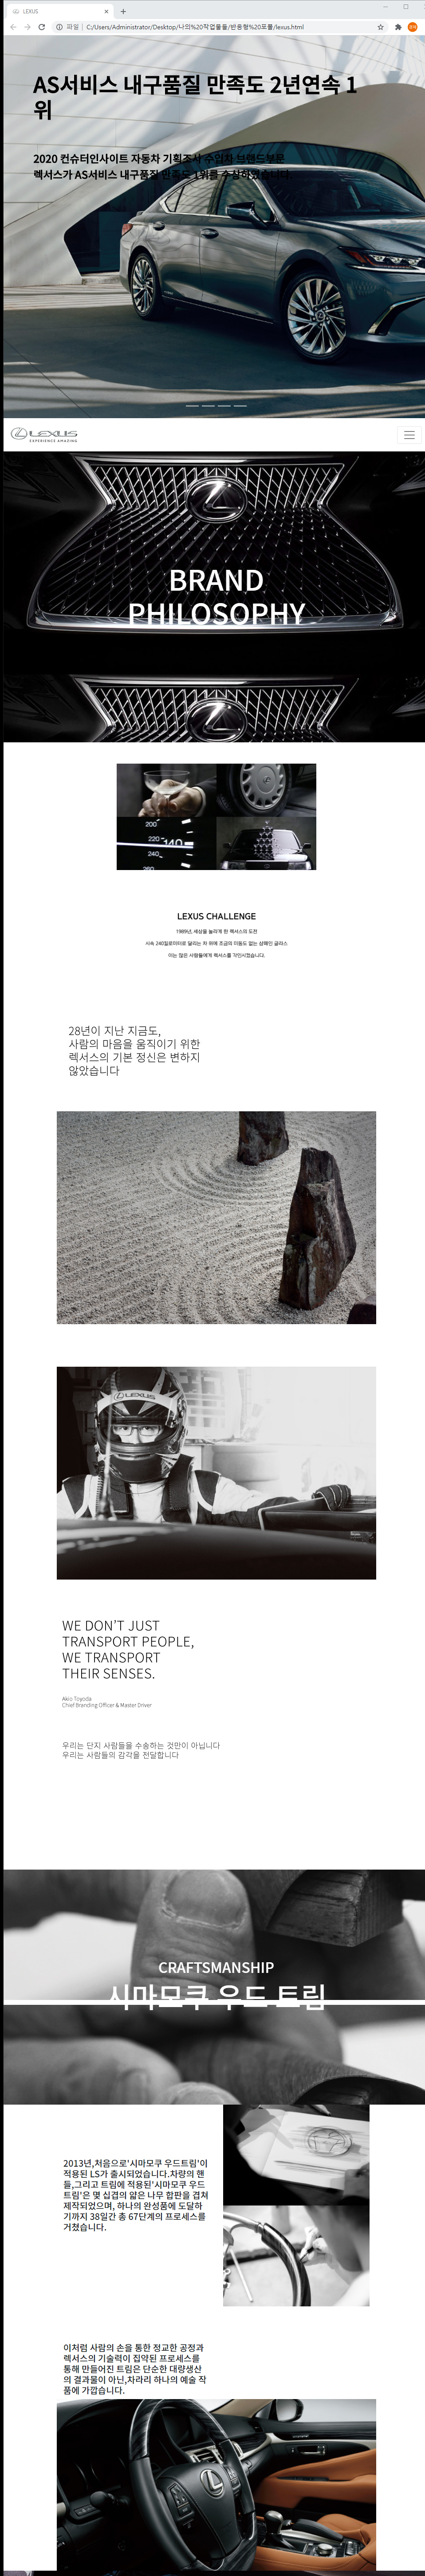 LEXUS
파일 | C:/Users/Administrator/Desktop/나의%20작업물들/반응형%20포폴/lexus.html
AS서비스 내구품질 만족도 2년연속 1
위
2020 컨슈터인사이트 자동차 기획조사 수입차 브랜드부문
렉서스가 AS서비스 내구품질 만족도 1위를 수상하였습니다
LEXUS
EXPERIENCE AMAZING
BRAND
PHILOSOPHY
200
220
140
240
260
LEXUS CHALLENGE
1989년, 세상을 놀라게 한 렉서스의 도전
시속 240킬로미터로 달리는 차 위에 조금의 미동도 없는 샴페인 글라스
이는 많은 사람들에게 렉서스를 각인시켰습니다.
28년이 지난 지금도,
사람의 마음을 움직이기 위한
렉서스의 기본 정신은 변하지
않았습니다
LEXUS
WE DON'T JUST
TRANSPORT PEOPLE,
WE TRANSPORT
THEIR SENSES.
Akio Toyoda
Chief Branding Officer & Master Driver
우리는 단지 사람들을 수송하는 것만이 아닙니다
우리는 사람들의 감각을 전달합니다
CRAFTSMANSHIP
시마모쿠 우드 트림
2013년,처음으로'시마모쿠 우드트림'이
적용된 LS가 출시되었습니다.차량의 핸
들,그리고 트림에 적용된'시마모쿠 우드
트림'은 몇 십겹의 얇은 나무 합판을 겹쳐
제작되었으며, 하나의 완성품에 도달하
기까지 38일간 총 67단계의 프로세스를
거쳤습니다.
이처럼 사람의 손을 통한 정교한 공정과
렉서스의 기술력이 집약된 프로세스를
통해 만들어진 트림은 단순한 대량생산
의 결과물이 아닌,차라리 하나의 예술 작
품에 가깝습니다.